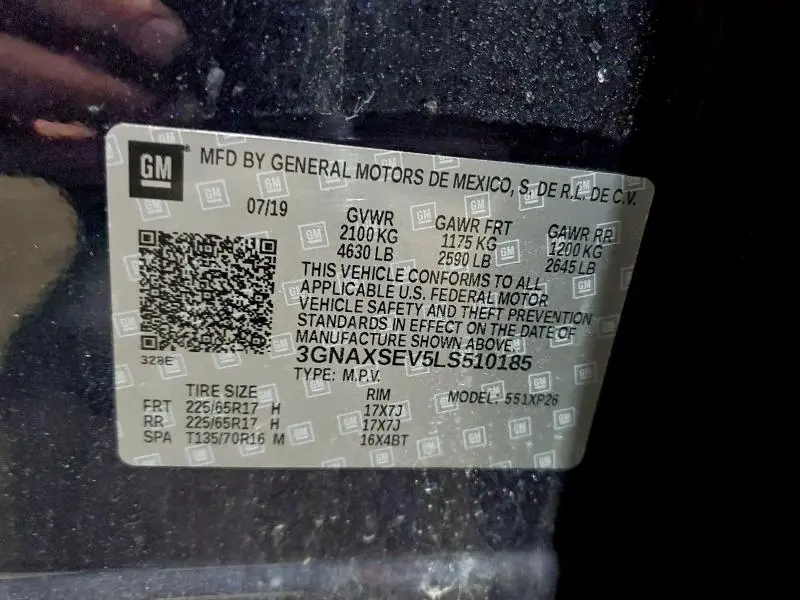 GM MFD BY GENERAL MOTORS DE MEXICO, S. DE R.L. DE C.V.
07/19 GVWR GAWR FRT GAWR RR
2100 KG 1175 KG 1200 KG
4630 LB 2590 LB 2645 LB
THIS VEHICLE CONFORMS TO ALL
APPLICABLE U.S. FEDERAL MOTOR
VEHICLE SAFETY AND THEFT PREVENTION
STANDARDS IN EFFECT ON THE DATE OF
MANUFACTURE SHOWN ABOVE.
328E 3GNAXSEV5LS510185
TYPE: M.P.V.
TIRE SIZE RIM MODEL: 551XP26
FRT 225/65R17 H 17X7J
RR 225/65R17 H 17X7J
SPA T135/70R16 M 16X4BT